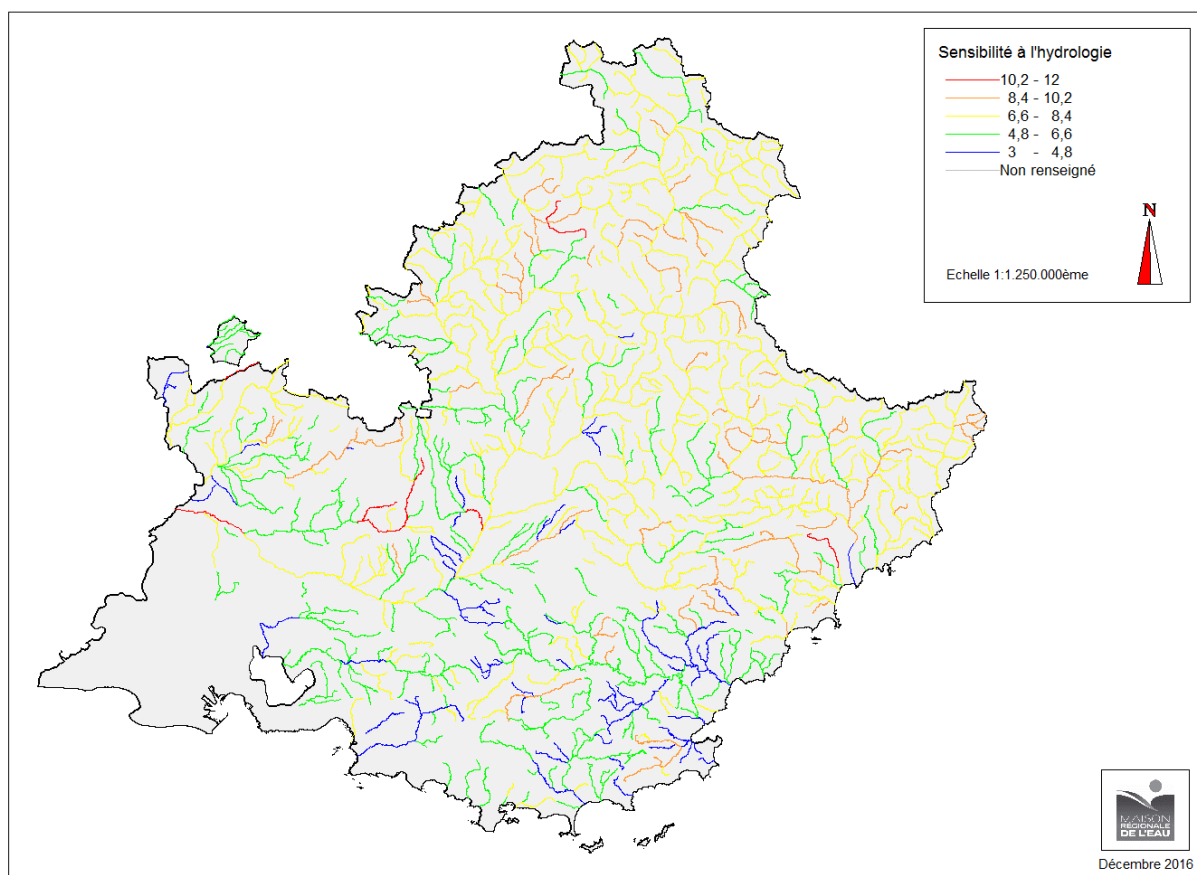 Sensibilité à l'hydrologie
10,2 - 12
8,4 - 10,2
6,6 - 8,4
4,8 - 6,6
3 - 4,8
Non renseigné
N
Echelle 1:1.250.000ème
MAISON
RÉGIONALE
DE L'EAU
Décembre 2016